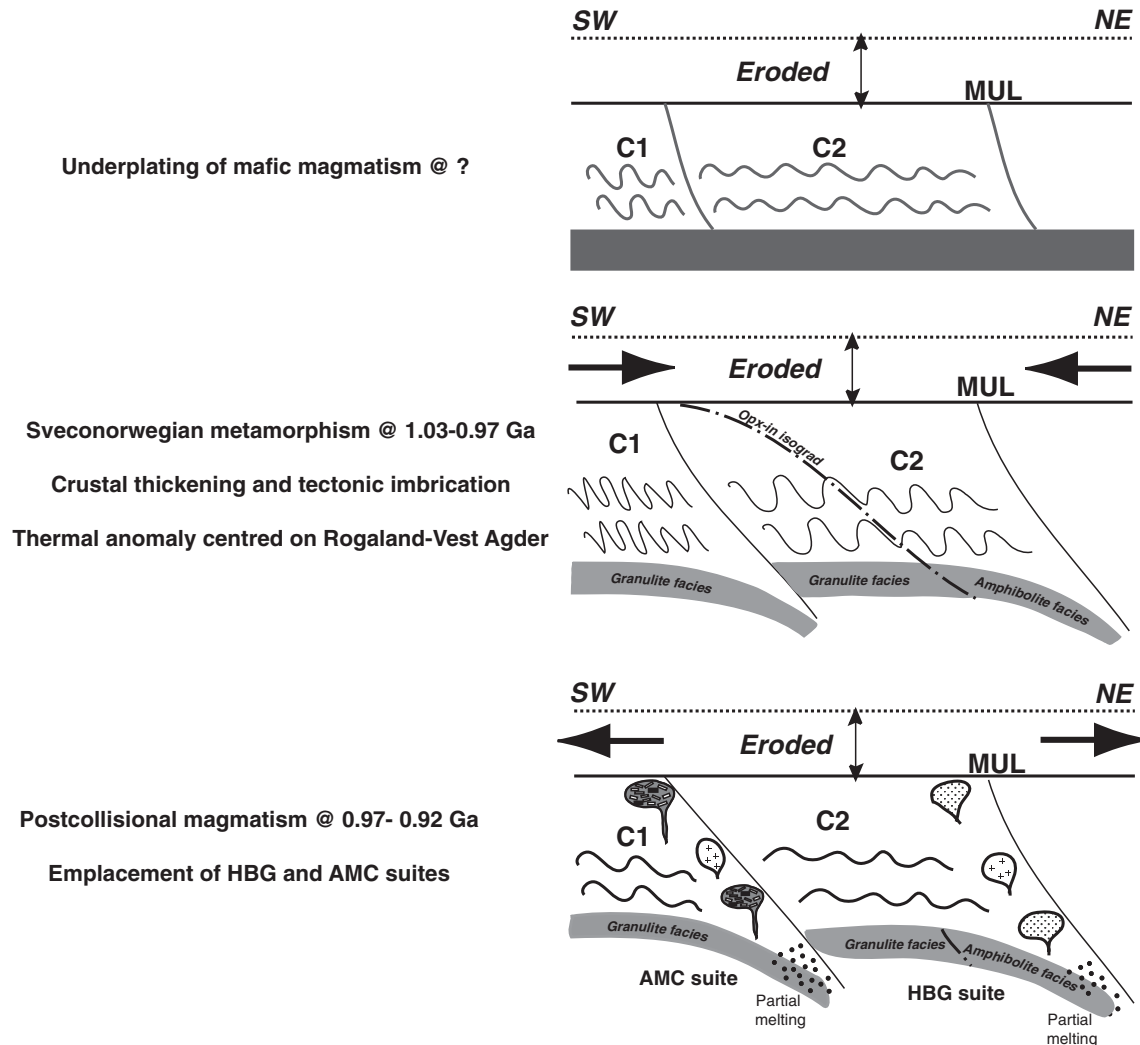 SW NE
Eroded
MUL
Underplating of mafic magmatism @ ?
C1 C2
SW NE
Eroded
MUL
Sveconorwegian metamorphism @ 1.03-0.97 Ga
Crustal thickening and tectonic imbrication
Thermal anomaly centred on Rogaland-Vest Agder
Opx-in isograd
C1 C2
Granulite facies Granulite facies Amphibolite facies
SW NE
Eroded
MUL
Postcollisional magmatism @ 0.97- 0.92 Ga
Emplacement of HBG and AMC suites
C1 C2
Granulite facies Granulite facies Amphibolite facies
AMC suite HBG suite
Partial
melting
Partial
melting